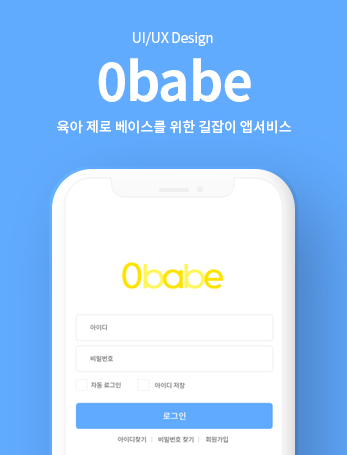 UI/UX Design
0babe
육아 제로 베이스를 위한 길잡이 앱서비스
0babe
아이디
비밀번호
자동 로그인 아이디 저장
로그인
아이디찾기 | 비밀번호 찾기 | 회원가입